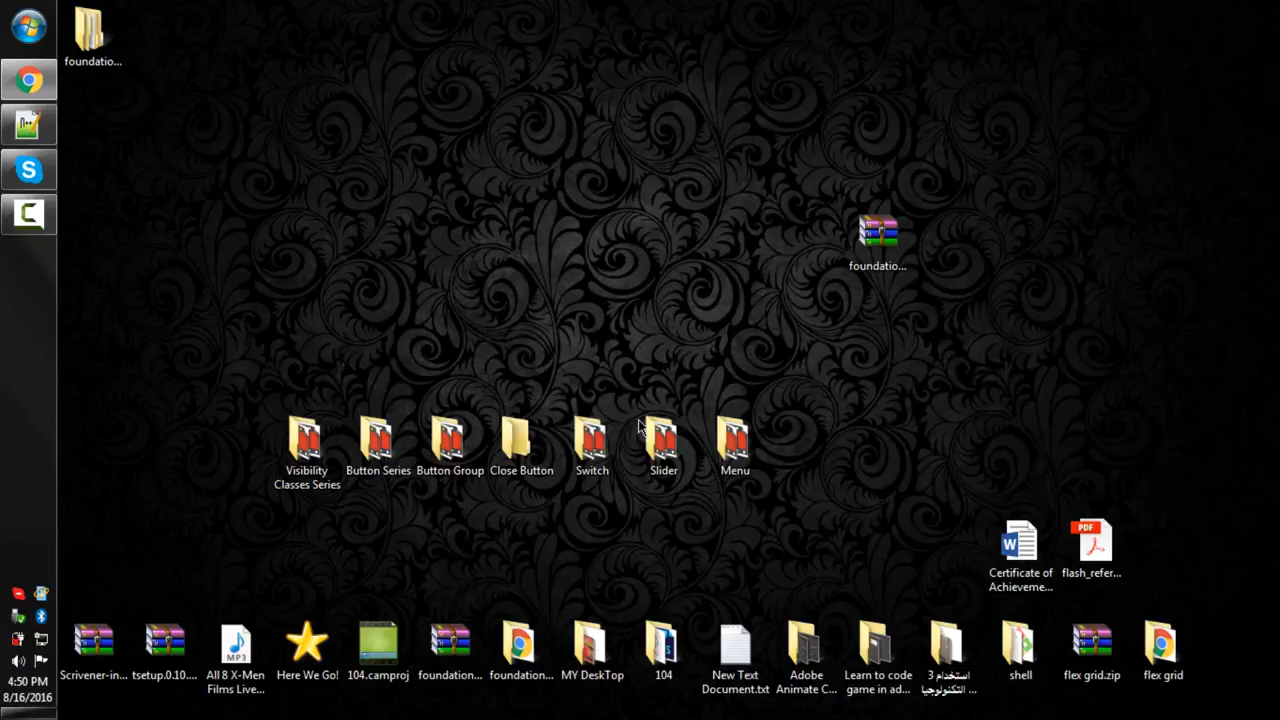 foundatio...
foundatio...
Visibility
Classes Series
Button Series
Button Group
Close Button
Switch
Slider
Menu
W
PDF
Certificate of
Achieveme...
flash_refer...
MP3
Scrivener-in...
tsetup.0.10....
All 8 X-Men
Films Live...
Here We Go!
104.camproj
foundation...
foundation...
MY DeskTop
104
New Text
Document.txt
Adobe
Animate C...
Learn to code
game in ad...
استخدام 3
التكنولوجيا ...
shell
flex grid.zip
flex grid
4:50 PM
8/16/2016